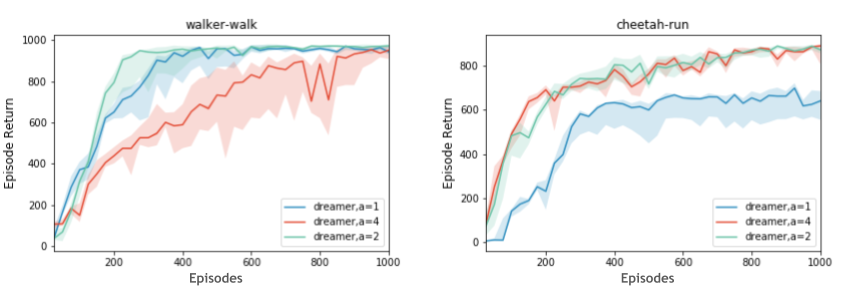 walker-walk
1000
800
600
400
200
0
Episode Return
200
400
600
800
1000
Episodes
dreamer,a=1
dreamer,a=4
dreamer,a=2
cheetah-run
800
600
400
200
0
Episode Return
200
400
600
800
1000
Episodes
dreamer,a=1
dreamer,a=4
dreamer,a=2